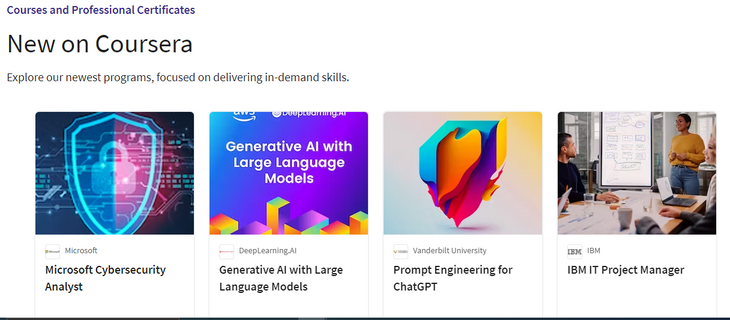 Courses and Professional Certificates
New on Coursera
Explore our newest programs, focused on delivering in-demand skills.
aws DeepLearning.AI
Generative AI with
Large Language
Models
Microsoft
DeepLearning.AI
Vanderbilt University
IBM IBM
Microsoft Cybersecurity
Analyst
Generative AI with Large
Language Models
Prompt Engineering for
ChatGPT
IBM IT Project Manager